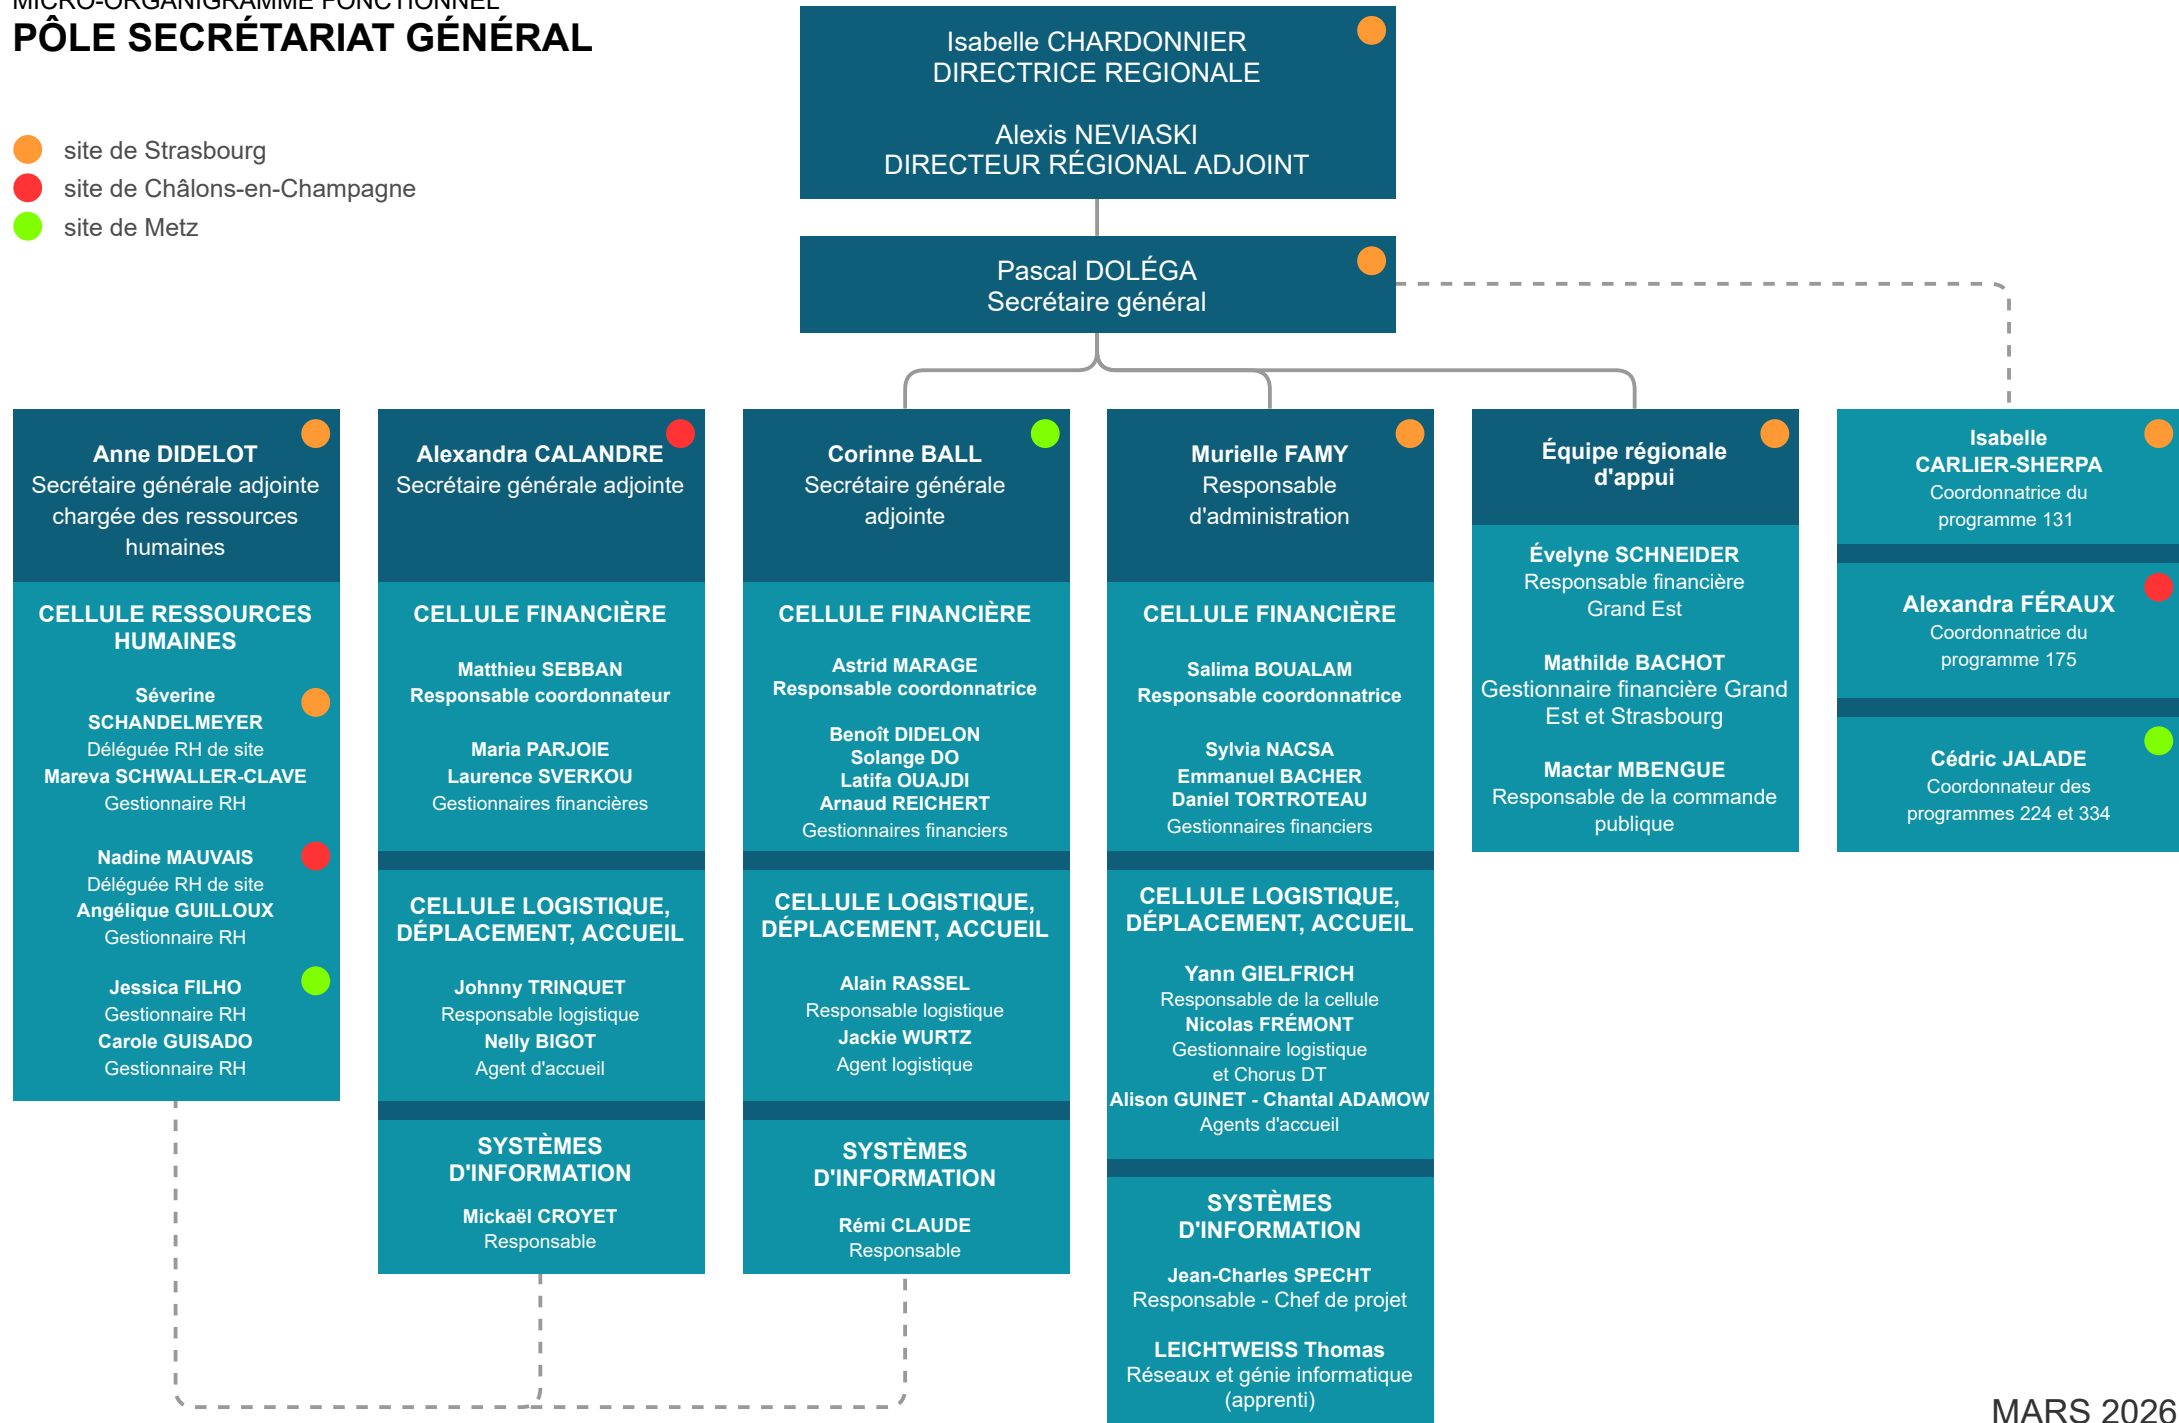 MICRO-ORGANIGRAMME FONCTIONNEL
PÔLE SECRÉTARIAT GÉNÉRAL
site de Strasbourg
site de Châlons-en-Champagne
site de Metz
Isabelle CHARDONNIER
DIRECTRICE REGIONALE
Alexis NEVIASKI
DIRECTEUR RÉGIONAL ADJOINT
Pascal DOLÉGA
Secrétaire général
Anne DIDELOT
Secrétaire générale adjointe
chargée des ressources
humaines
CELLULE RESSOURCES
HUMAINES
Séverine
SCHANDELMEYER
Déléguée RH de site
Mareva SCHWALLER-CLAVE
Gestionnaire RH
Nadine MAUVAIS
Déléguée RH de site
Angélique GUILLOUX
Gestionnaire RH
Jessica FILHO
Gestionnaire RH
Carole GUISADO
Gestionnaire RH
Alexandra CALANDRE
Secrétaire générale adjointe
CELLULE FINANCIÈRE
Matthieu SEBBAN
Responsable coordonnateur
Maria PARJOIE
Laurence SVERKOU
Gestionnaires financières
CELLULE LOGISTIQUE,
DÉPLACEMENT, ACCUEIL
Johnny TRINQUET
Responsable logistique
Nelly BIGOT
Agent d'accueil
SYSTÈMES
D'INFORMATION
Mickaël CROYET
Responsable
Corinne BALL
Secrétaire générale
adjointe
CELLULE FINANCIÈRE
Astrid MARAGE
Responsable coordonnatrice
Benoît DIDELON
Solange DO
Latifa OUAJDI
Arnaud REICHERT
Gestionnaires financiers
CELLULE LOGISTIQUE,
DÉPLACEMENT, ACCUEIL
Alain RASSEL
Responsable logistique
Jackie WURTZ
Agent logistique
SYSTÈMES
D'INFORMATION
Rémi CLAUDE
Responsable
Murielle FAMY
Responsable
d'administration
CELLULE FINANCIÈRE
Salima BOUALAM
Responsable coordonnatrice
Sylvia NACSA
Emmanuel BACHER
Daniel TORTROTEAU
Gestionnaires financiers
CELLULE LOGISTIQUE,
DÉPLACEMENT, ACCUEIL
Yann GIELFRICH
Responsable de la cellule
Nicolas FRÉMONT
Gestionnaire logistique
et Chorus DT
Alison GUINET - Chantal ADAMOW
Agents d'accueil
SYSTÈMES
D'INFORMATION
Jean-Charles SPECHT
Responsable - Chef de projet
LEICHTWEISS Thomas
Réseaux et génie informatique
(apprenti)
Équipe régionale
d'appui
Évelyne SCHNEIDER
Responsable financière
Grand Est
Mathilde BACHOT
Gestionnaire financière Grand
Est et Strasbourg
Mactar MBENGUE
Responsable de la commande
publique
Isabelle
CARLIER-SHERPA
Coordonnatrice du
programme 131
Alexandra FÉRAUX
Coordonnatrice du
programme 175
Cédric JALADE
Coordonnateur des
programmes 224 et 334
MARS 2026